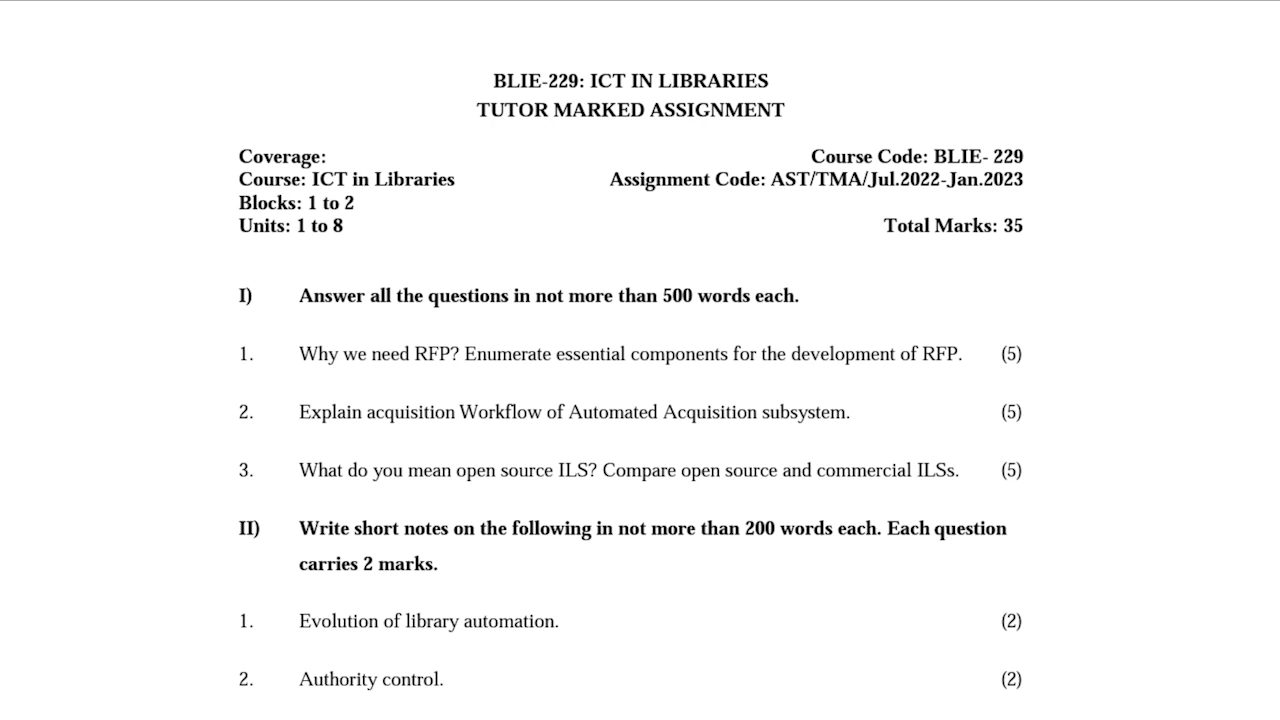 BLIE-229: ICT IN LIBRARIES
TUTOR MARKED ASSIGNMENT
Coverage: Course Code: BLIE- 229
Course: ICT in Libraries Assignment Code: AST/TMA/Jul.2022-Jan.2023
Blocks: 1 to 2
Units: 1 to 8 Total Marks: 35
I) Answer all the questions in not more than 500 words each.
1. Why we need RFP? Enumerate essential components for the development of RFP. (5)
2. Explain acquisition Workflow of Automated Acquisition subsystem. (5)
3. What do you mean open source ILS? Compare open source and commercial ILSs. (5)
II) Write short notes on the following in not more than 200 words each. Each question
carries 2 marks.
1. Evolution of library automation. (2)
2. Authority control. (2)